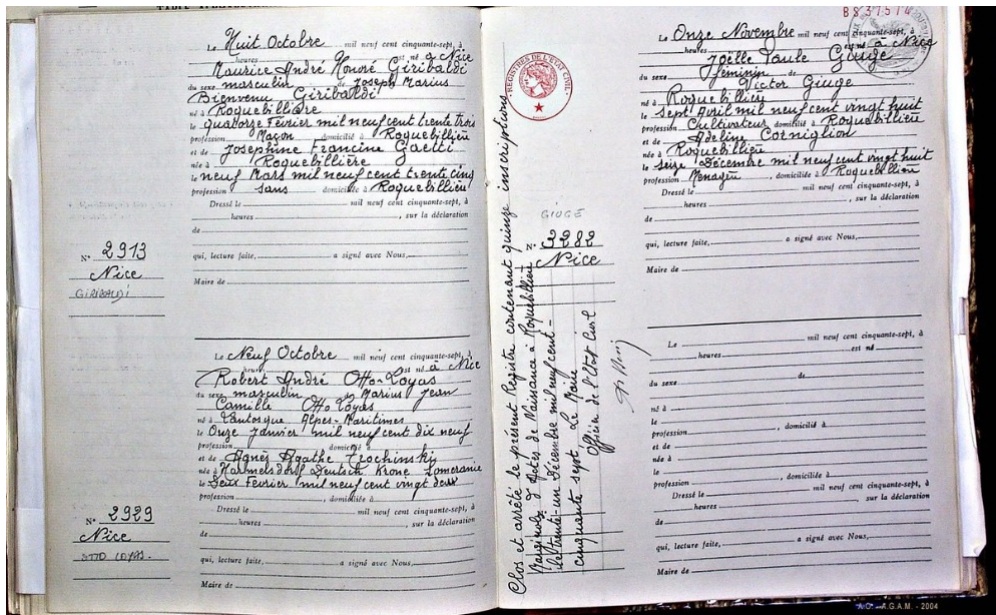 Le Huit Octobre mil neuf cent cinquante-sept, à
heures est né à Nice
Maurice André Honoré Giribaldi
du sexe masculin de Joseph Marius
Bienvenu Giribaldi
né à Roquebillière
le quatorze Février mil neuf cent trente trois
profession Maçon domicilié à Roquebillière
et de Joséphine Francine Gaetti
née à Roquebillière
le neuf Mars mil neuf cent trente cinq
profession sans domiciliée à Roquebillière
Dressé le mil neuf cent cinquante-sept, à
heures , sur la déclaration
de
qui, lecture faite, a signé avec Nous,
Maire de
N° 2913
Nice
GIRIBALDI
Le Neuf Octobre mil neuf cent cinquante-sept, à
heures est né à Nice
Robert André Otto Loyas
du sexe masculin de Marius Jean
Camille Otto Loyas
né à Lantosque Alpes-Maritimes
le Onze Janvier mil neuf cent dix neuf
profession domicilié à
et de Agnès Agathe Trochinski
née à Harmelsdorf Deutsch Krone Poméranie
le Deux Février mil neuf cent vingt deux
profession , domiciliée à
Dressé le mil neuf cent cinquante-sept, à
heures , sur la déclaration
de
qui, lecture faite, a signé avec Nous,
Maire de
N° 2929
Nice
OTTO LOYAS
Clos et arrêté le présent Registre contenant quinze inscriptions
Marginales d'Actes de Naissance à Roquebillière
le trente-un Décembre mil neuf cent
cinquante sept Le Maire
Officier de l'Etat Civil
REGISTRES DE L'ETAT CIVIL
B837514
Le Onze Novembre mil neuf cent cinquante-sept, à
heures est né à Nice
Joëlle Paule Giuge
du sexe féminin de Victor Giuge
né à Roquebillière
le sept Avril mil neuf cent vingt huit
profession Cultivateur domicilié à Roquebillière
et de Adeline Corniglion
née à Roquebillière
le seize Décembre mil neuf cent vingt huit
profession Ménagère domiciliée à Roquebillière
Dressé le mil neuf cent cinquante-sept, à
heures , sur la déclaration
de
qui, lecture faite, a signé avec Nous,
Maire de
GIUGE
N° 3282
Nice
Le mil neuf cent cinquante-sept, à
heures est né
du sexe de
né à
le
profession , domicilié à
et de
née à
le
profession , domiciliée à
Dressé le mil neuf cent cinquante-sept, à
heures , sur la déclaration
de
qui, lecture faite, a signé avec Nous,
Maire de
A.D. - A.G.A.M. - 2004